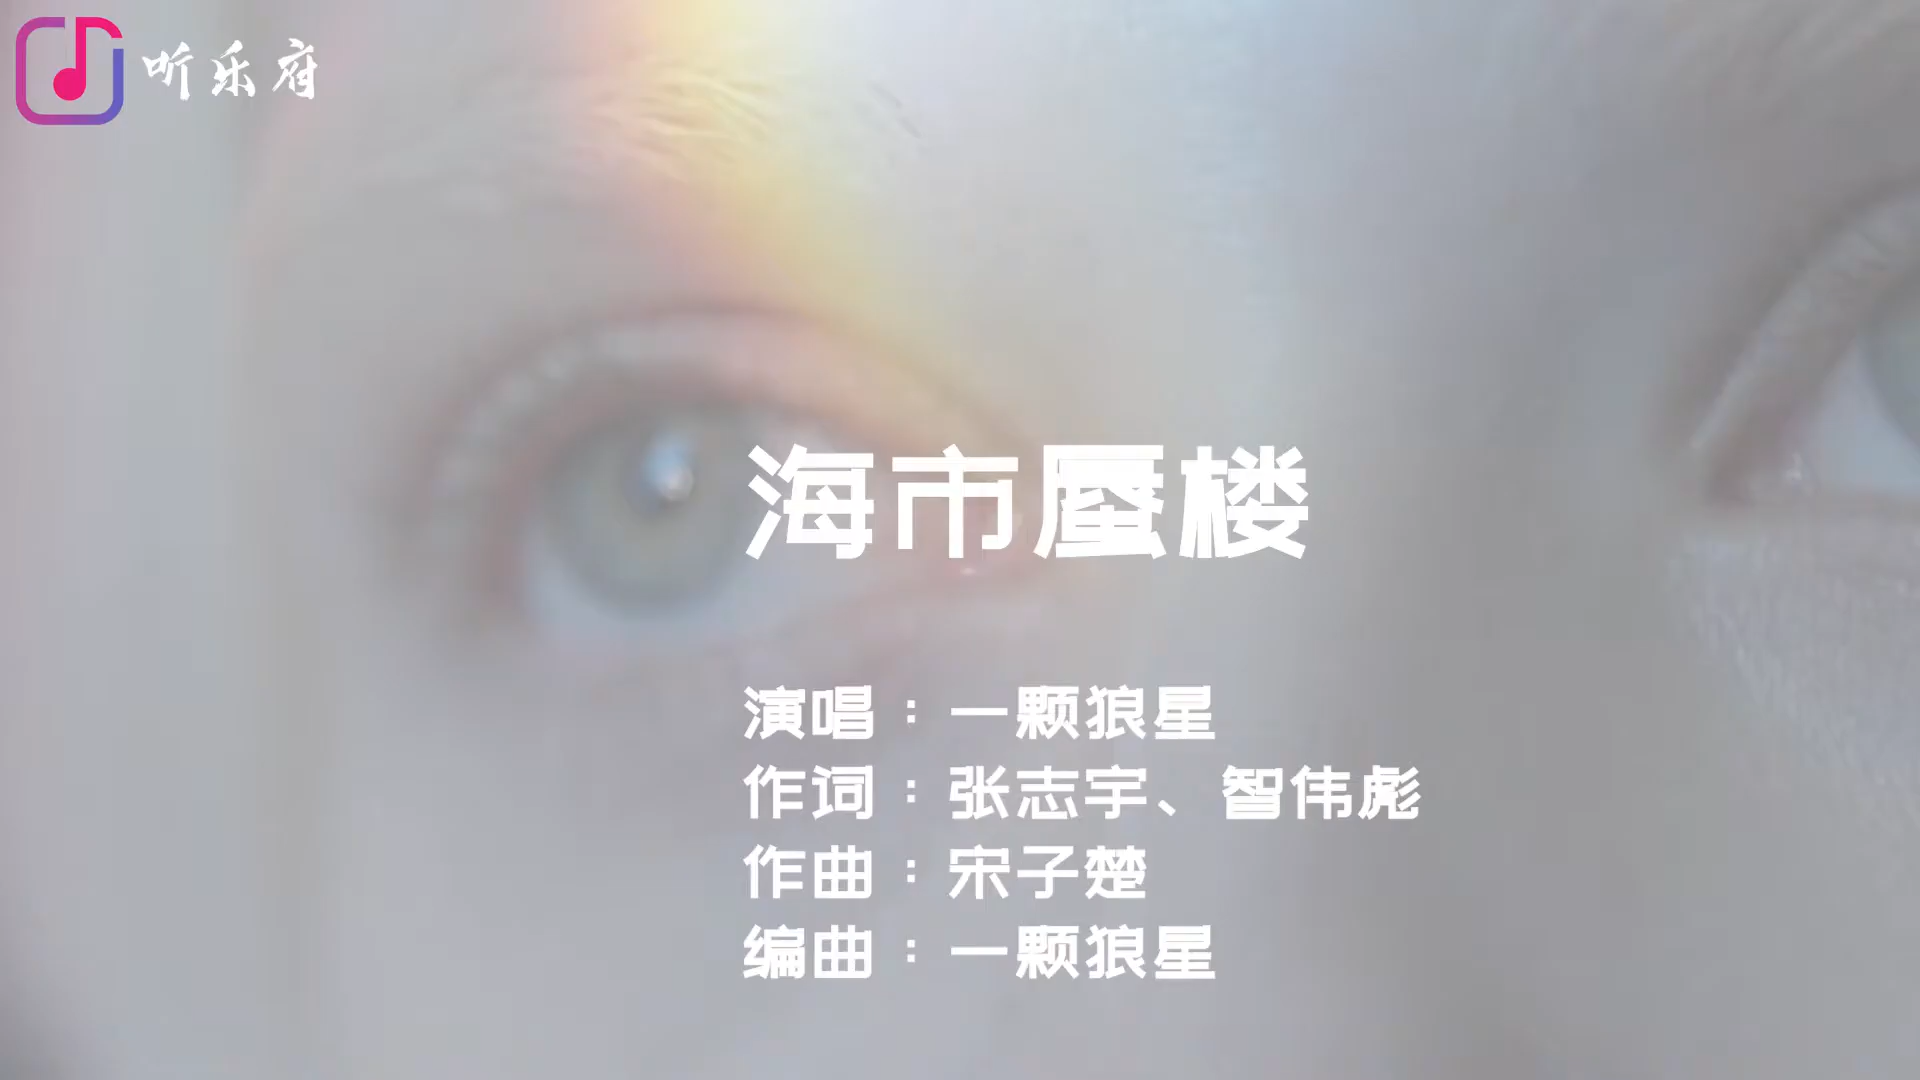 听乐府
海市蜃楼
演唱：一颗狼星
作词：张志宇、智伟彪
作曲：宋子楚
编曲：一颗狼星